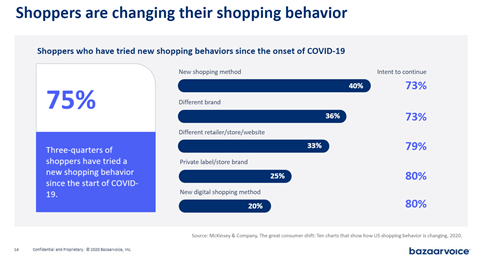 Shoppers are changing their shopping behavior
Shoppers who have tried new shopping behaviors since the onset of COVID-19
75%
Three-quarters of
shoppers have tried a
new shopping behavior
since the start of COVID-
19.
New shopping method
Intent to continue
40%
73%
Different brand
36%
73%
Different retailer/store/website
33%
79%
Private label/store brand
25%
80%
New digital shopping method
20%
80%
Source: McKinsey & Company, The great consumer shift: Ten charts that show how US shopping behavior is changing, 2020.
14 Confidential and Proprietary. © 2020 Bazaarvoice, Inc.
bazaarvoice